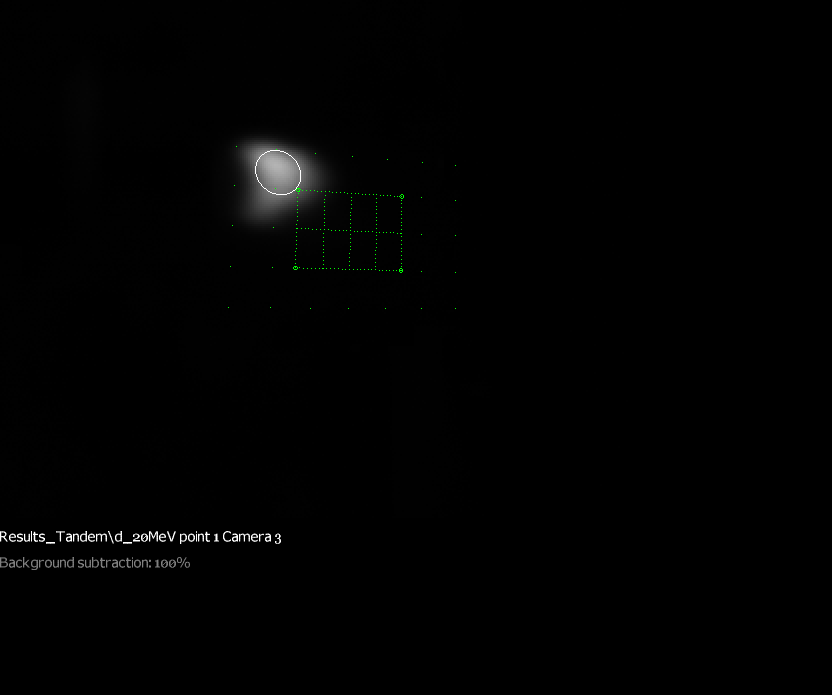 Results_Tandem\d_20MeV point 1 Camera 3
Background subtraction: 100%